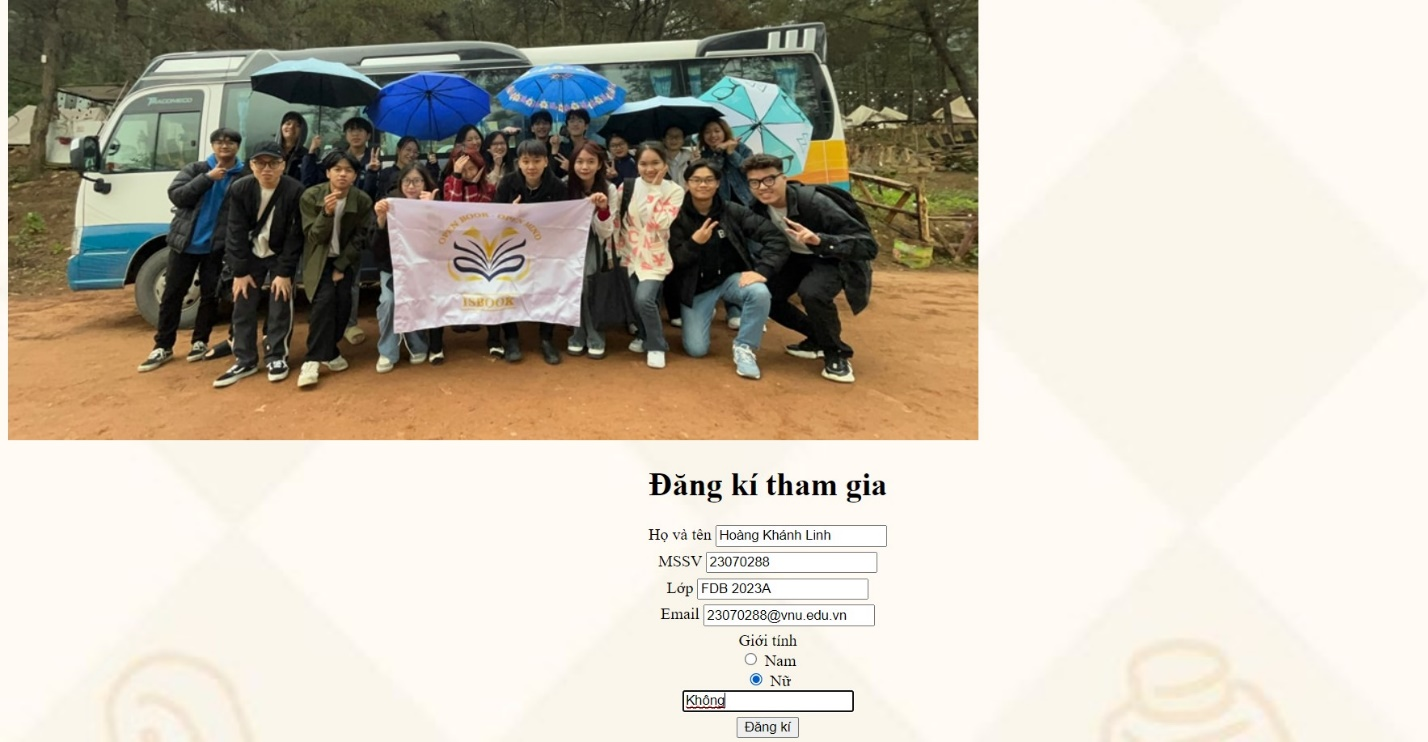 TRACOMECO
OPEN BOOK - OPEN MIND
ISBOOK
Đăng kí tham gia
Họ và tên Hoàng Khánh Linh
MSSV 23070288
Lớp FDB 2023A
Email 23070288@vnu.edu.vn
Giới tính
Nam
Nữ
Không
Đăng kí